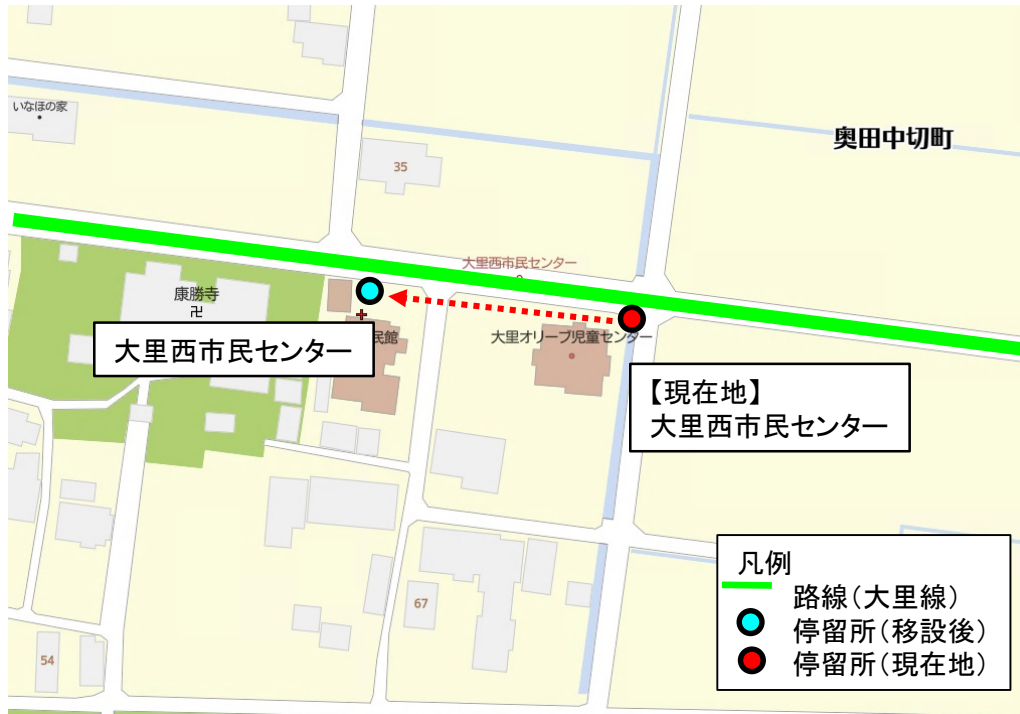 いなほの家
奥田中切町
35
大里西市民センター
康勝寺
卍
民館
大里オリーブ児童センター
大里西市民センター
【現在地】
大里西市民センター
凡例
路線（大里線）
停留所（移設後）
停留所（現在地）
67
54